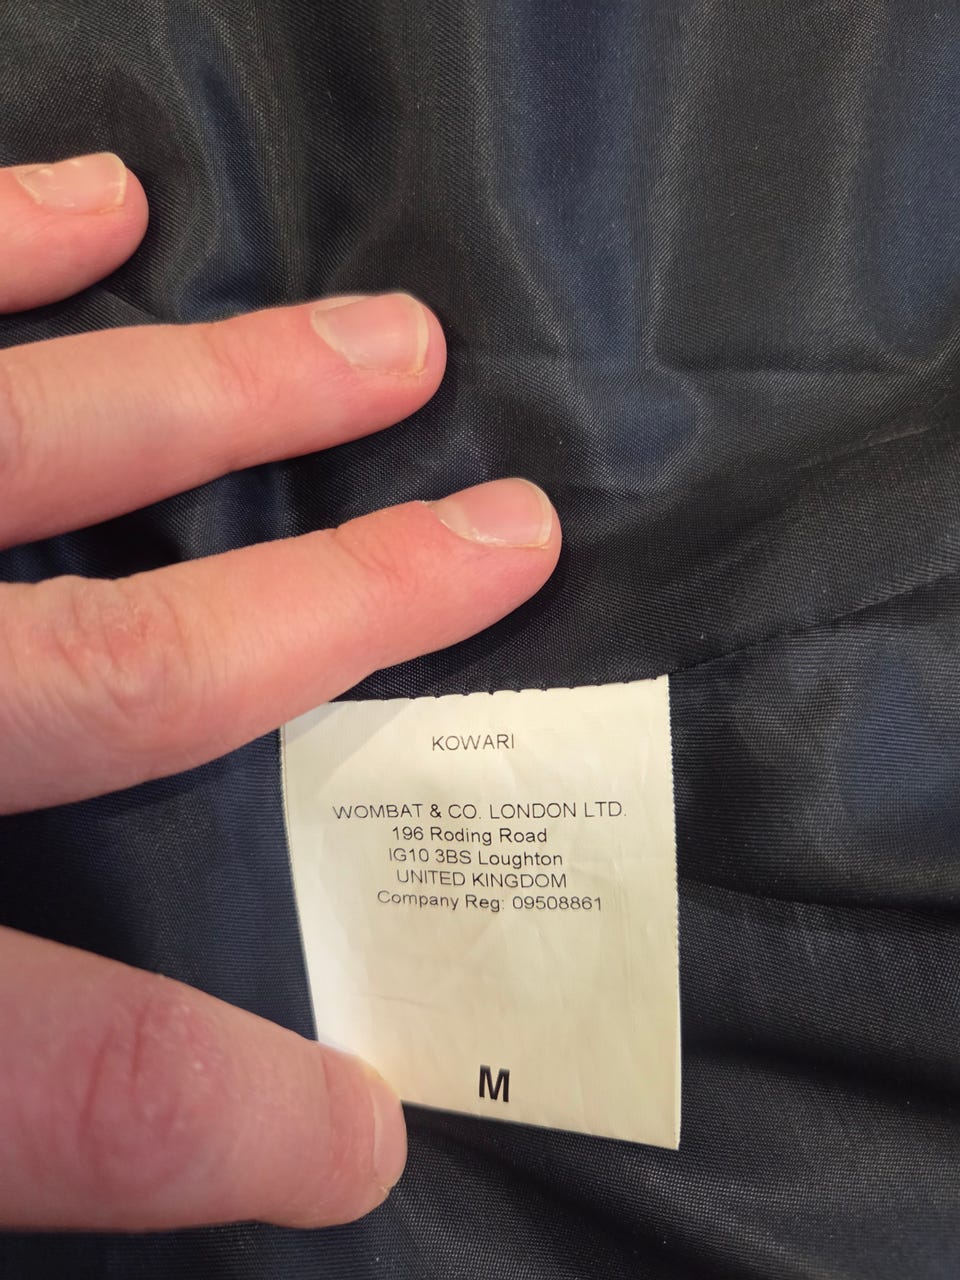 KOWARI
WOMBAT & CO. LONDON LTD.
196 Roding Road
IG10 3BS Loughton
UNITED KINGDOM
Company Reg: 09508861
M